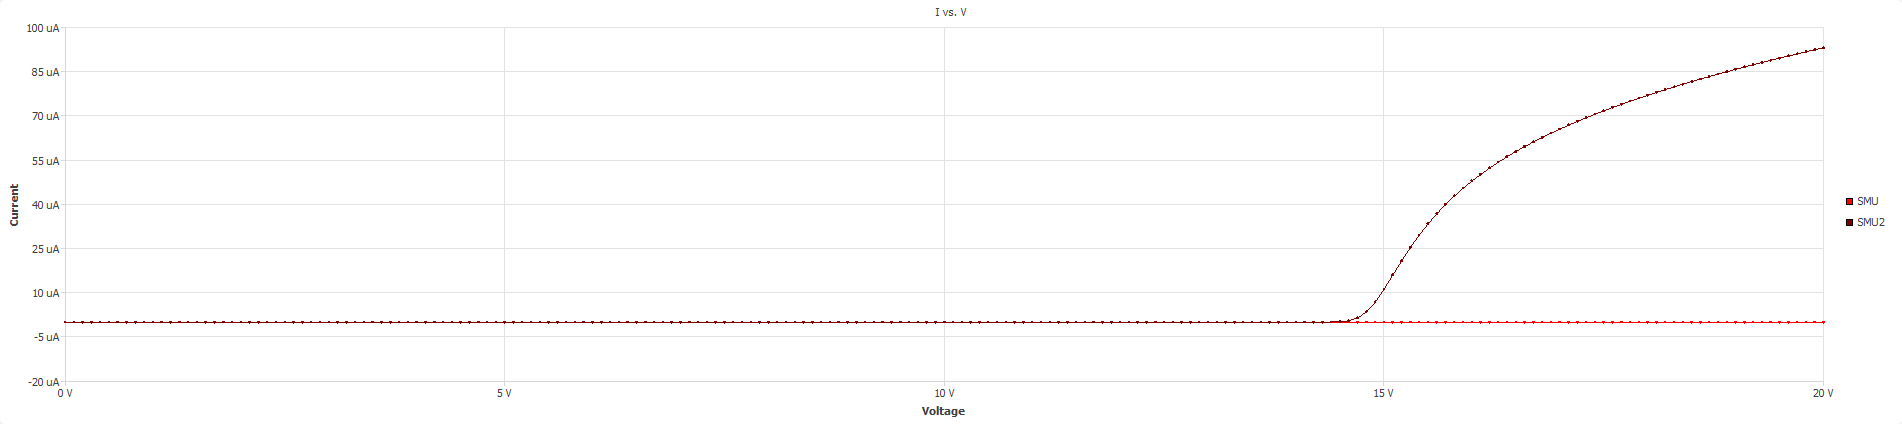 I vs. V
100 uA
85 uA
70 uA
55 uA
40 uA
25 uA
10 uA
-5 uA
-20 uA
Current
0 V
5 V
10 V
15 V
20 V
Voltage
SMU
SMU2